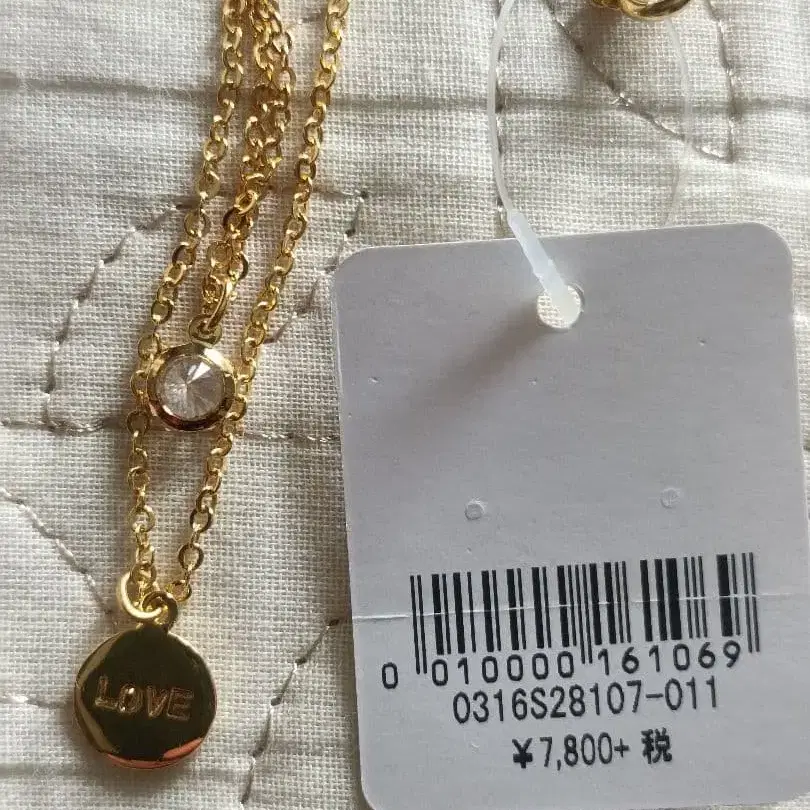 LOVE
0 010000 161069
0316S28107-011
¥7,800+ 税